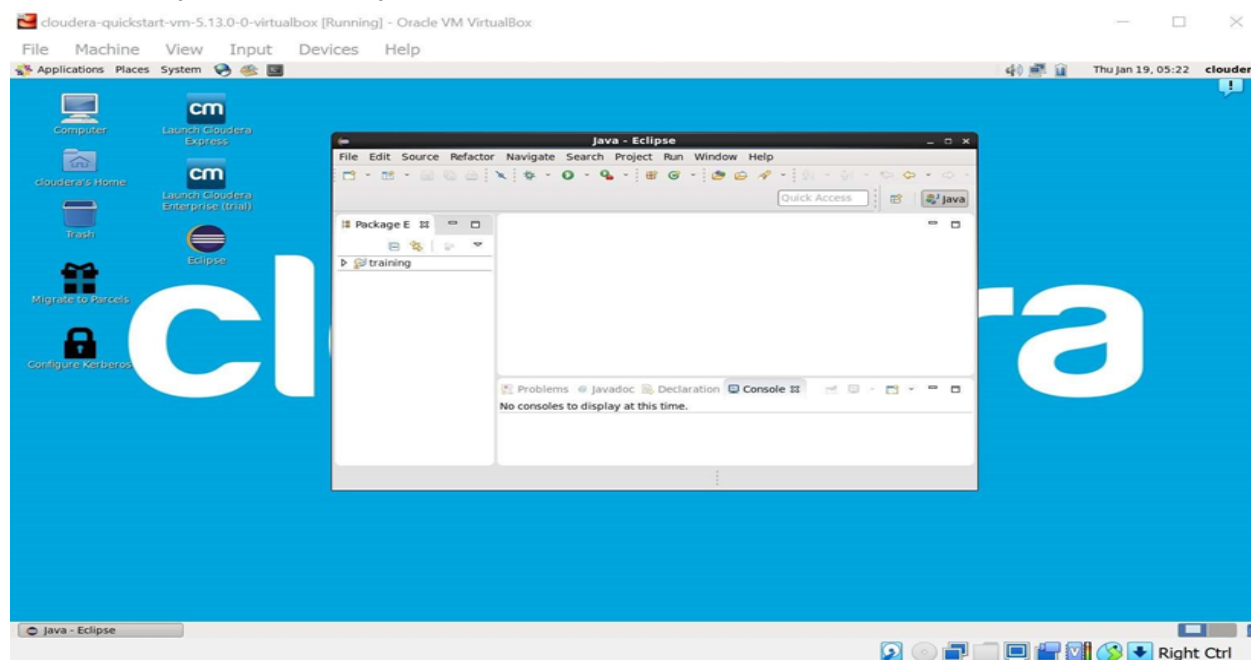 cloudera-quickstart-vm-5.13.0-0-virtualbox [Running] - Oracle VM VirtualBox
File Machine View Input Devices Help
Applications Places System Thu Jan 19, 05:22 clouder
Computer
Launch Cloudera
Express
cloudera's Home
Launch Cloudera
Enterprise (trial)
Trash
Eclipse
Migrate to Parcels
Configure Kerberos
cm
cm
Java - Eclipse
File Edit Source Refactor Navigate Search Project Run Window Help
Quick Access Java
Package E
training
Problems Javadoc Declaration Console
No consoles to display at this time.
cl ra
Java - Eclipse
Right Ctrl